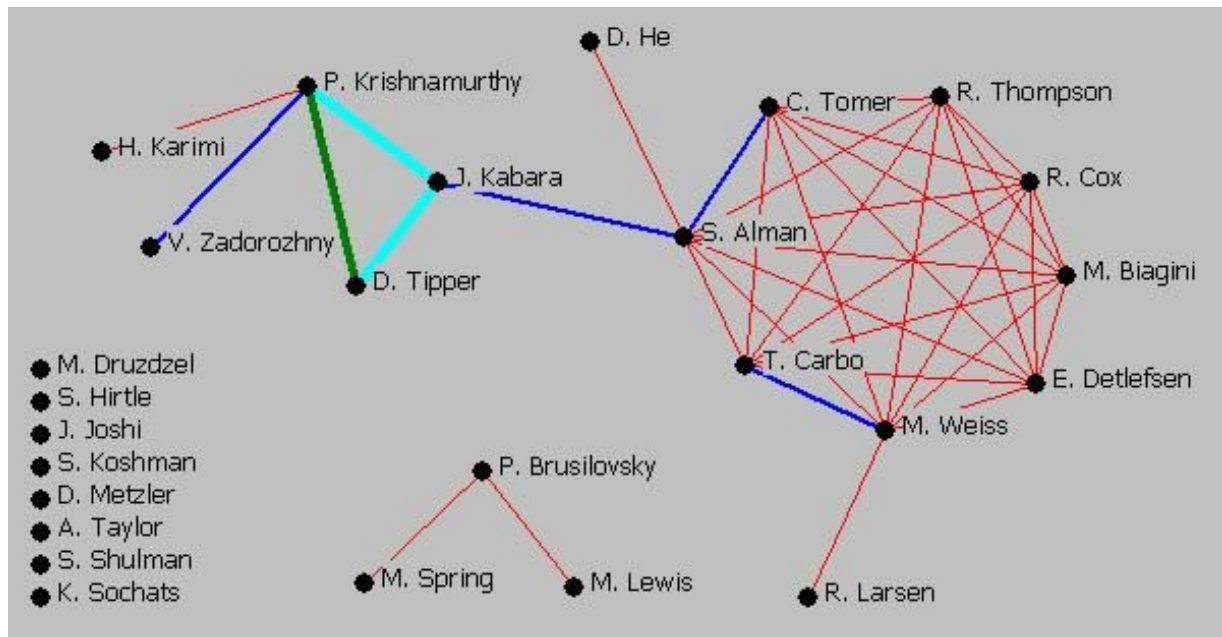 D. He
P. Krishnamurthy
C. Tomer
R. Thompson
H. Karimi
J. Kabara
R. Cox
V. Zadorozhny
S. Alman
D. Tipper
M. Biagini
M. Druzdzel
T. Carbo
E. Detlefsen
S. Hirtle
J. Joshi
M. Weiss
S. Koshman
P. Brusilovsky
D. Metzler
A. Taylor
S. Shulman
M. Spring
M. Lewis
K. Sochats
R. Larsen